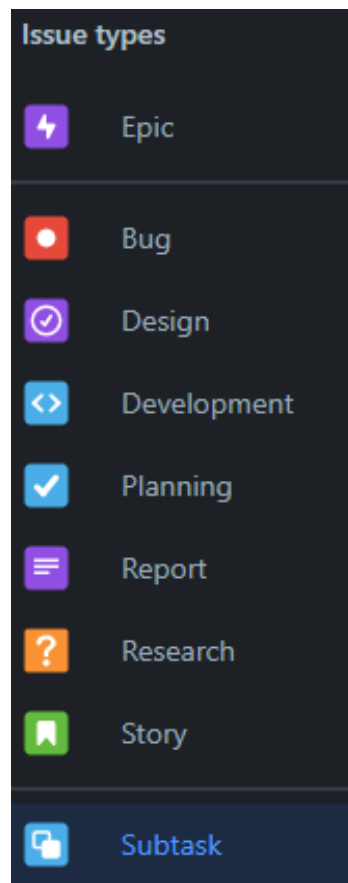 Issue types
Epic
Bug
Design
Development
Planning
Report
Research
Story
Subtask